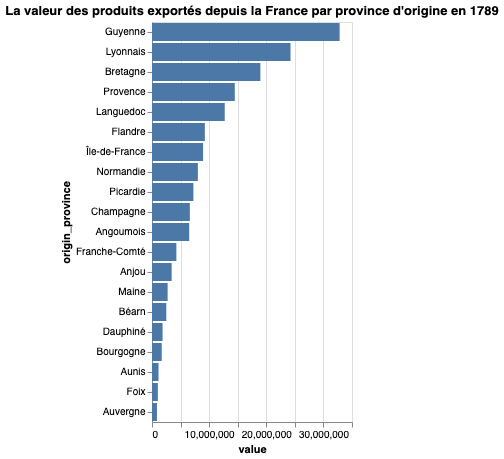 La valeur des produits exportés depuis la France par province d'origine en 1789
Guyenne
Lyonnais
Bretagne
Provence
Languedoc
Flandre
Île-de-France
Normandie
Picardie
Champagne
Angoumois
Franche-Comté
Anjou
Maine
Béarn
Dauphiné
Bourgogne
Aunis
Foix
Auvergne
origin_province
0 10,000,000 20,000,000 30,000,000
value